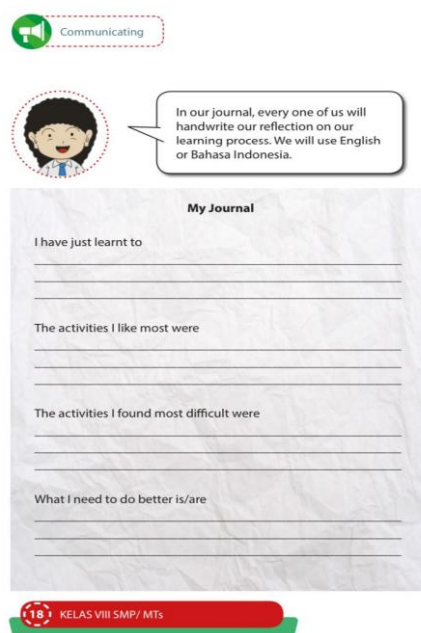 Communicating
In our journal, every one of us will
handwrite our reflection on our
learning process. We will use English
or Bahasa Indonesia.
My Journal
I have just learnt to
The activities I like most were
The activities I found most difficult were
What I need to do better is/are
18 KELAS VIII SMP/ MTs